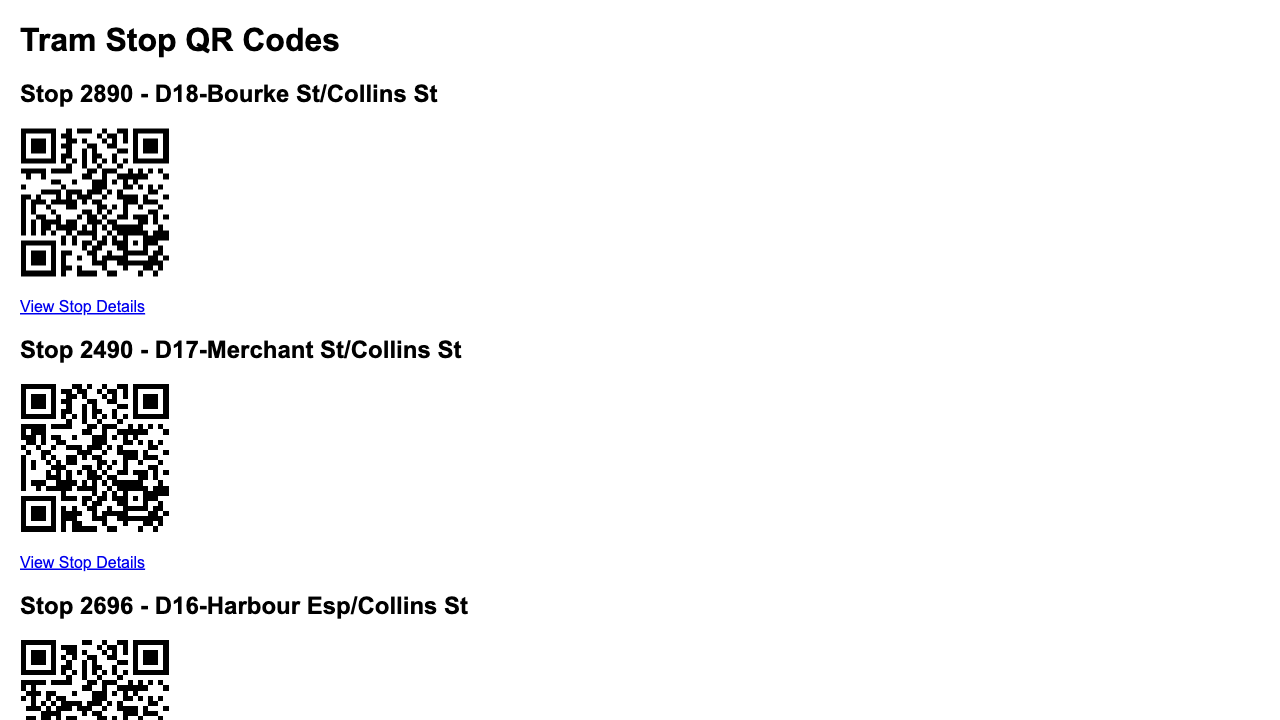 Tram Stop QR Codes
Stop 2890 - D18-Bourke St/Collins St
View Stop Details
Stop 2490 - D17-Merchant St/Collins St
View Stop Details
Stop 2696 - D16-Harbour Esp/Collins St